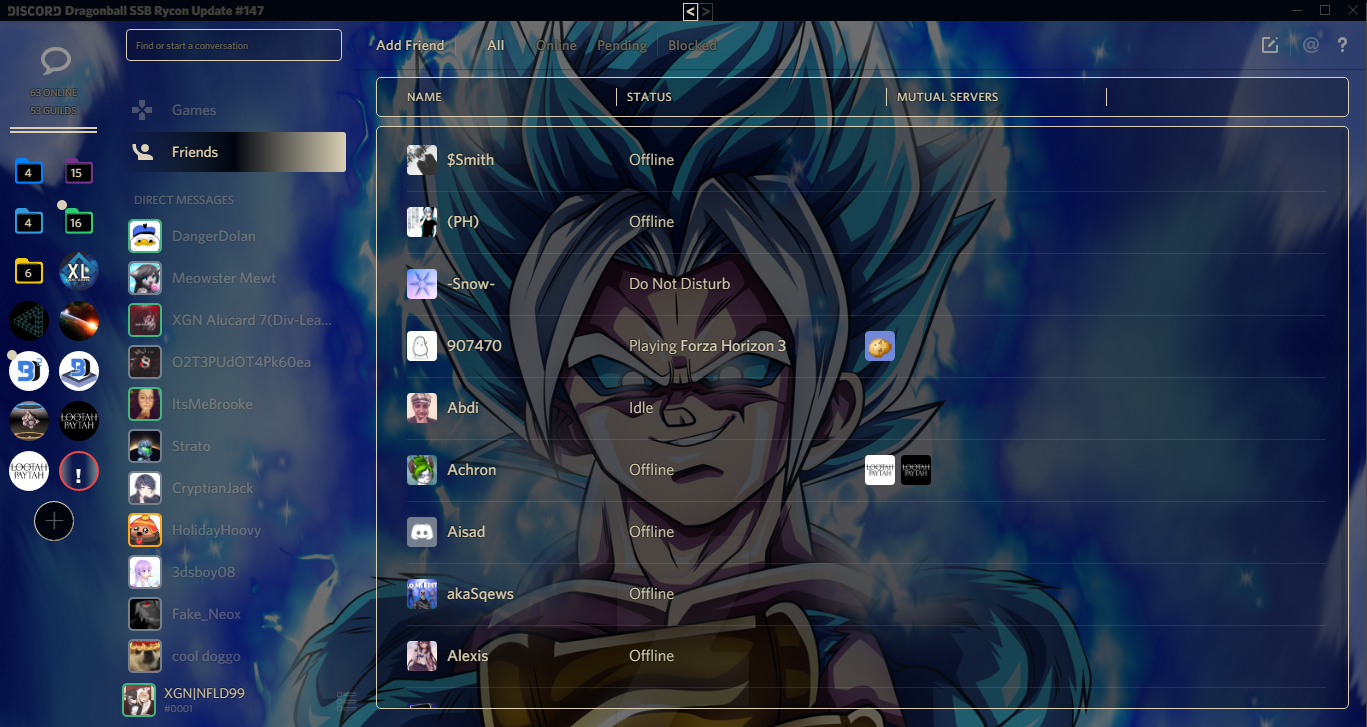 DISCORD Dragonball SSB Rycon Update #147
< >
Find or start a conversation
Add Friend
All
Online
Pending
Blocked
@ ?
63 ONLINE
53 GUILDS
NAME
STATUS
MUTUAL SERVERS
Games
Friends
DIRECT MESSAGES
4
15
4
16
6
XL
LOOTAH
PAYTAH
LOOTAH
PAYTAH
!
DangerDolan
Meowster Mewt
XGN Alucard 7(Div-Lea...
O2T3PUdOT4Pk60ea
ItsMeBrooke
Strato
CryptianJack
HolidayHoovy
3dsboy08
Fake_Neox
cool doggo
XGN|NFLD99
#0001
$Smith Offline
(PH) Offline
-Snow- Do Not Disturb
907470 Playing Forza Horizon 3
Abdi Idle
Achron Offline
LOOTAH
PAYTAH
LOOTAH
PAYTAH
Aisad Offline
akaSqews Offline
Alexis Offline